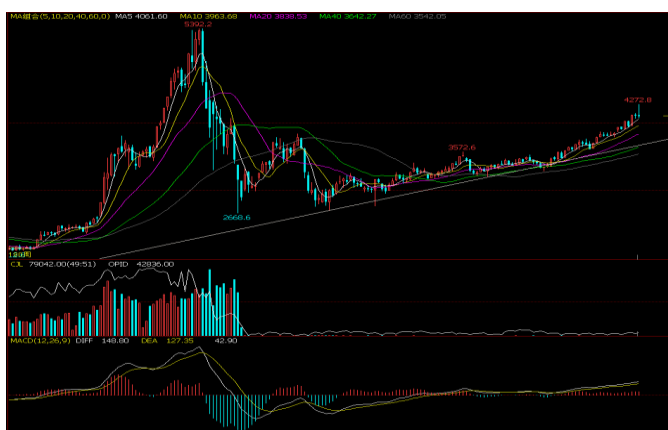 MA组合(5,10,20,40,60,0) MA5 4061.60 MA10 3963.68 MA20 3838.53 MA40 3642.27 MA60 3542.05
5392.2
4272.8
3572.6
2668.6
CJL 79042.00(49:51) OPID 42836.00
MACD(12,26,9) DIFF 148.80 DEA 127.35 42.90